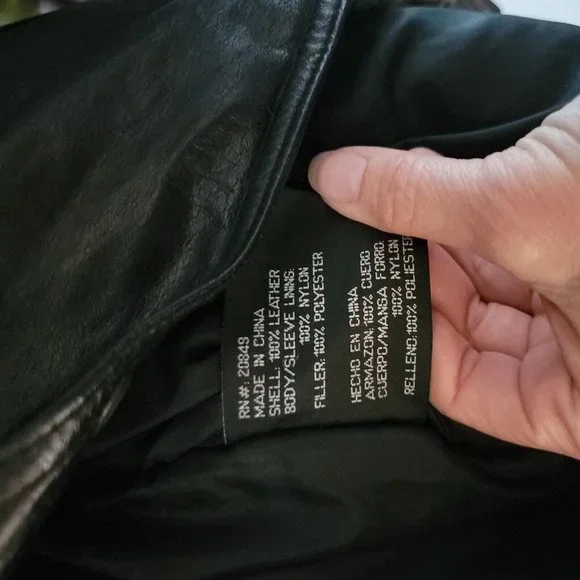 RN#: 20849
MADE IN CHINA
SHELL: 100% LEATHER
BODY/SLEEVE LINING:
100% NYLON
FILLER: 100% POLYESTER
HECHO EN CHINA
ARMAZON:100% CUERO
CUERPO/MANGA FORRO:
100% NYLON
RELLENO:100% POLIESTER